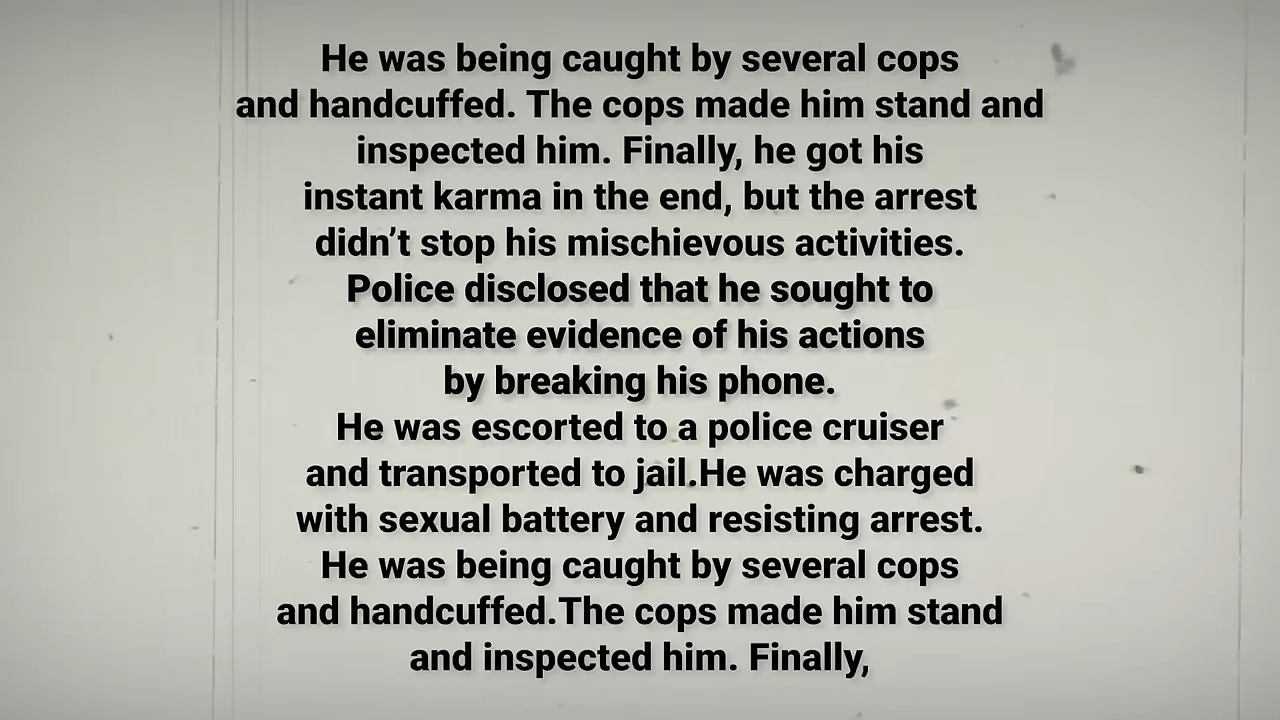 He was being caught by several cops
and handcuffed. The cops made him stand and
inspected him. Finally, he got his
instant karma in the end, but the arrest
didn’t stop his mischievous activities.
Police disclosed that he sought to
eliminate evidence of his actions
by breaking his phone.
He was escorted to a police cruiser
and transported to jail.He was charged
with sexual battery and resisting arrest.
He was being caught by several cops
and handcuffed.The cops made him stand
and inspected him. Finally,